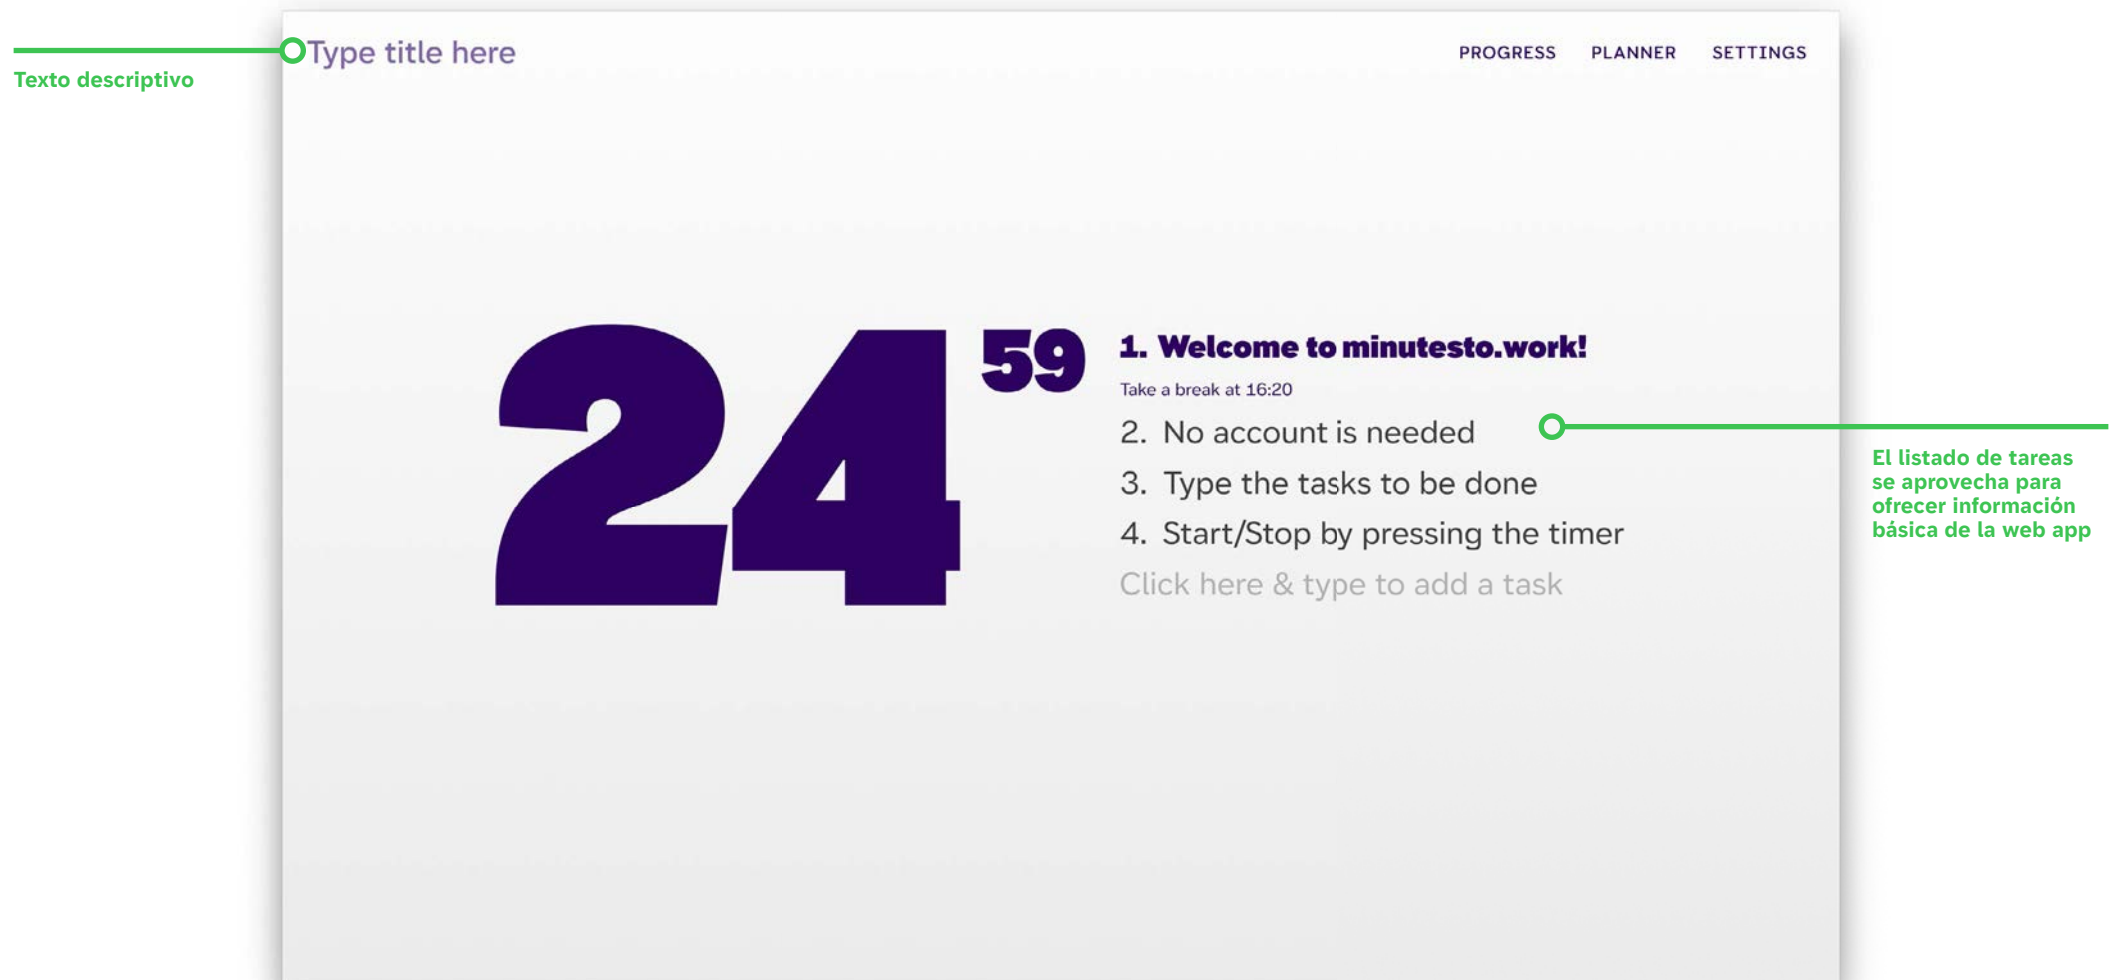 Type title here
PROGRESS PLANNER SETTINGS
Texto descriptivo
24 59
1. Welcome to minutesto.work!
Take a break at 16:20
2. No account is needed
3. Type the tasks to be done
4. Start/Stop by pressing the timer
Click here & type to add a task
El listado de tareas
se aprovecha para
ofrecer información
básica de la web app